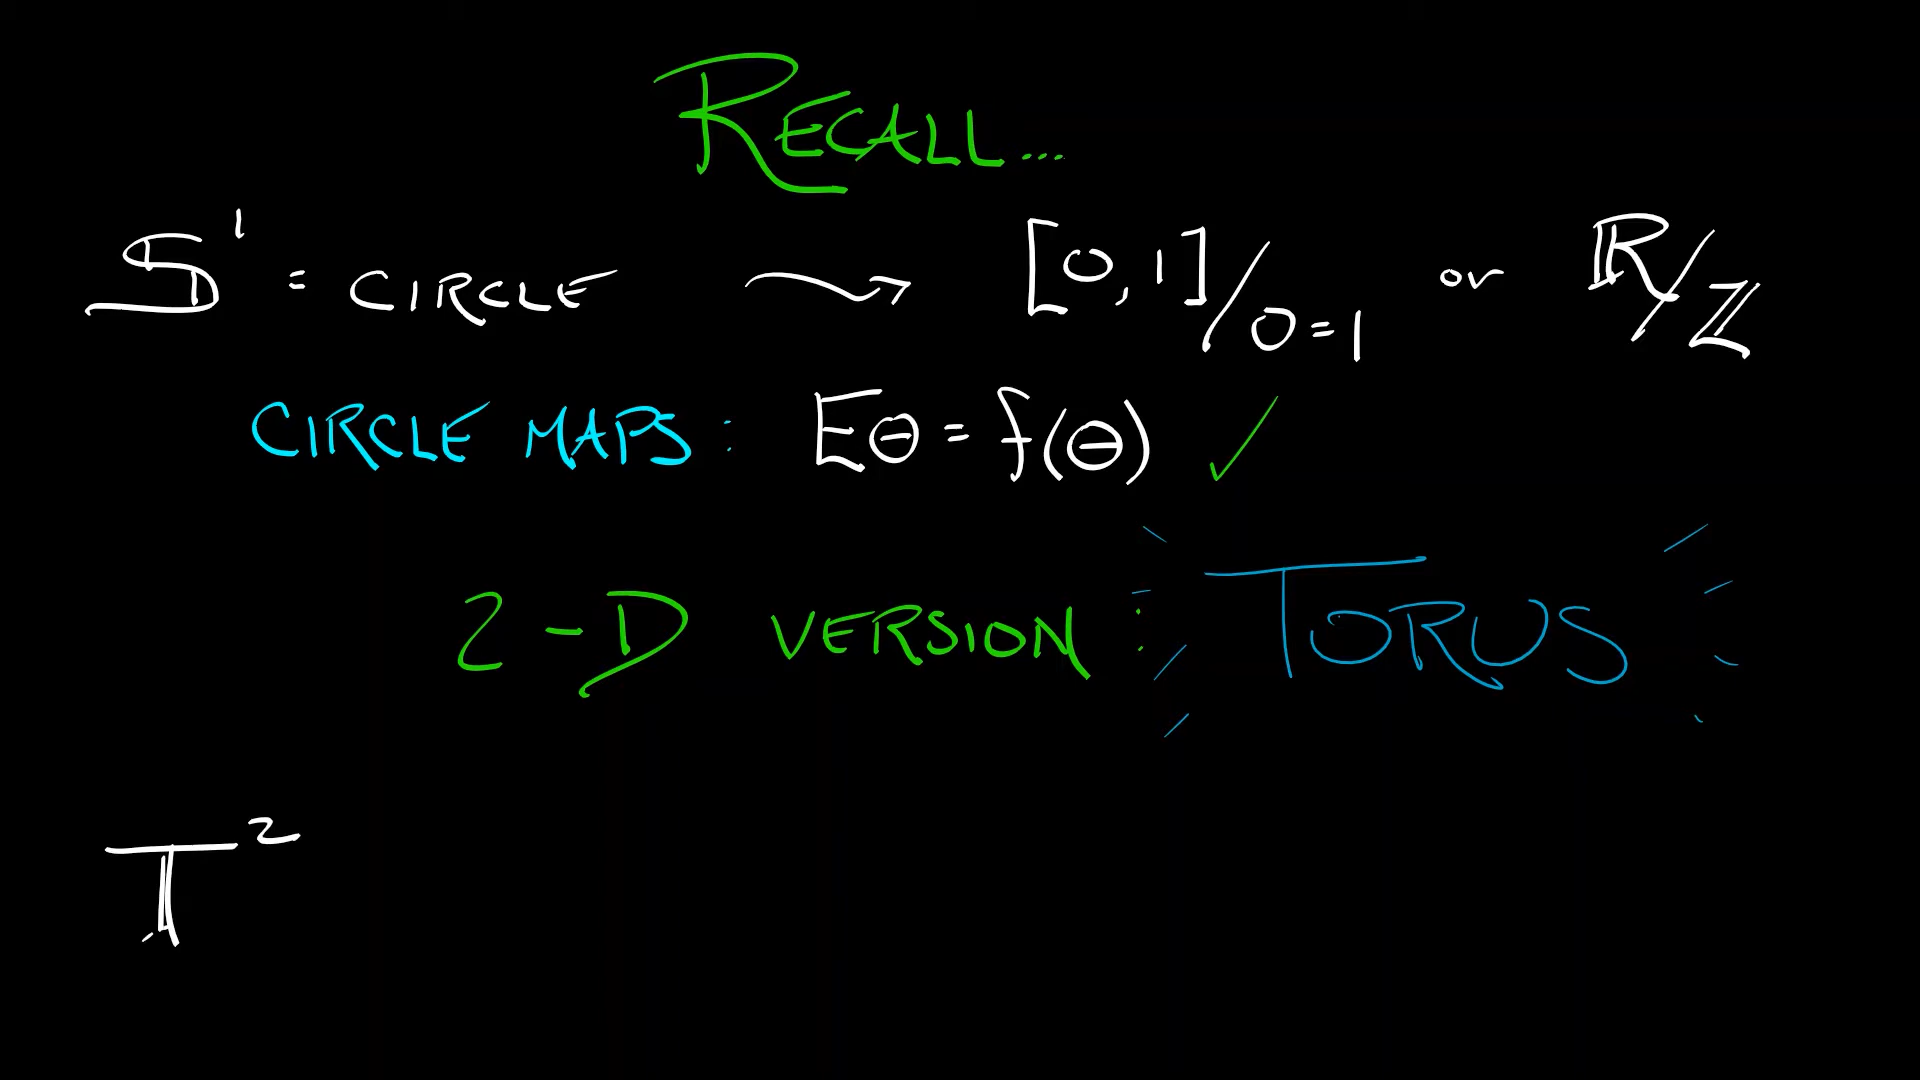 RECALL...
𝕊¹ = CIRCLE ⤳ [0,1]/0=1 or ℝ/ℤ
CIRCLE MAPS: Eθ = f(θ) ✓
2-D VERSION: TORUS
𝕋²